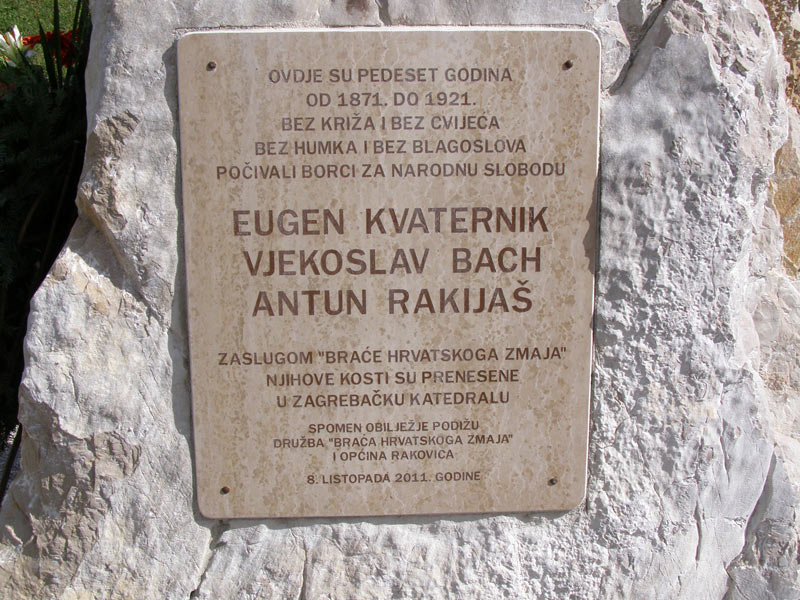 OVDJE SU PEDESET GODINA
OD 1871. DO 1921.
BEZ KRIŽA I BEZ CVIJEĆA
BEZ HUMKA I BEZ BLAGOSLOVA
POČIVALI BORCI ZA NARODNU SLOBODU
EUGEN KVATERNIK
VJEKOSLAV BACH
ANTUN RAKIJAŠ
ZASLUGOM "BRAĆE HRVATSKOGA ZMAJA"
NJIHOVE KOSTI SU PRENESENE
U ZAGREBAČKU KATEDRALU
SPOMEN OBILJEŽJE PODIŽU
DRUŽBA "BRAĆA HRVATSKOGA ZMAJA"
I OPĆINA RAKOVICA
8. LISTOPADA 2011. GODINE